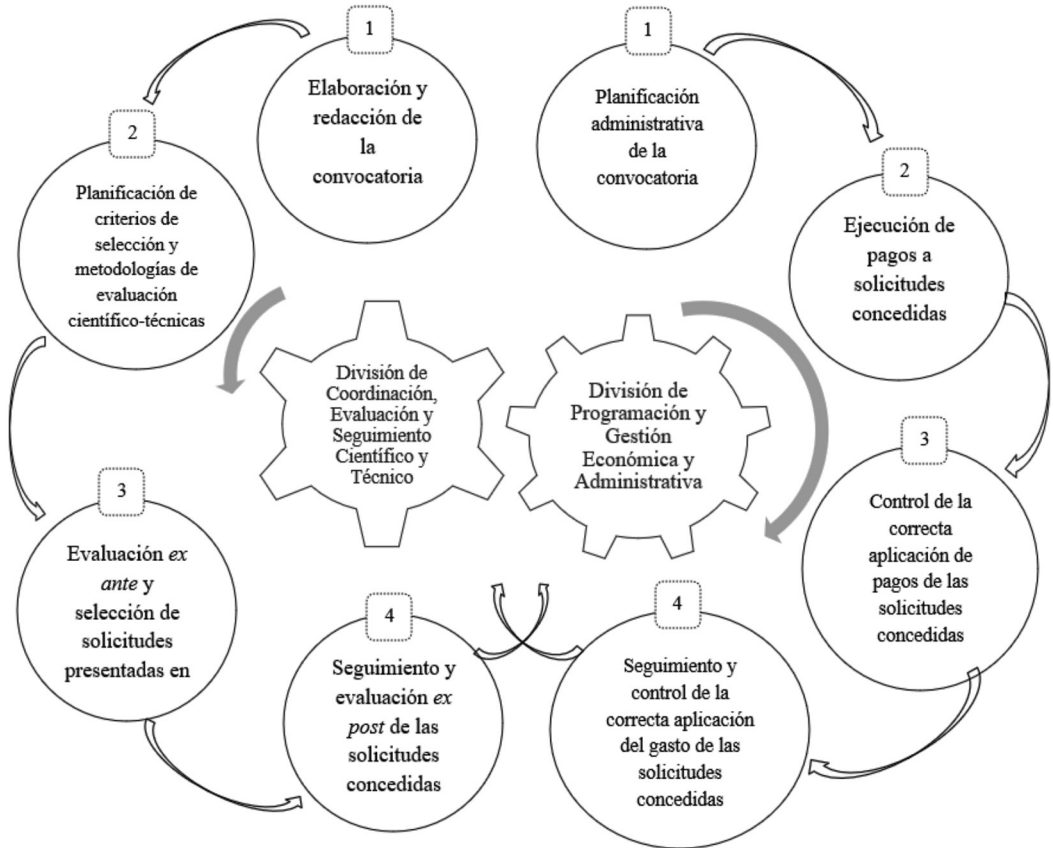 1
Elaboración y
redacción de
la
convocatoria
2
Planificación de
criterios de
selección y
metodologías de
evaluación
científico-técnicas
3
Evaluación ex
ante y
selección de
solicitudes
presentadas en
4
Seguimiento y
evaluación ex
post de las
solicitudes
concedidas
División de
Coordinación,
Evaluación y
Seguimiento
Científico y
Técnico
División de
Programación y
Gestión
Económica y
Administrativa
1
Planificación
administrativa
de la
convocatoria
2
Ejecución de
pagos a
solicitudes
concedidas
3
Control de la
correcta
aplicación de
pagos de las
solicitudes
concedidas
4
Seguimiento y
control de la
correcta aplicación
del gasto de las
solicitudes
concedidas